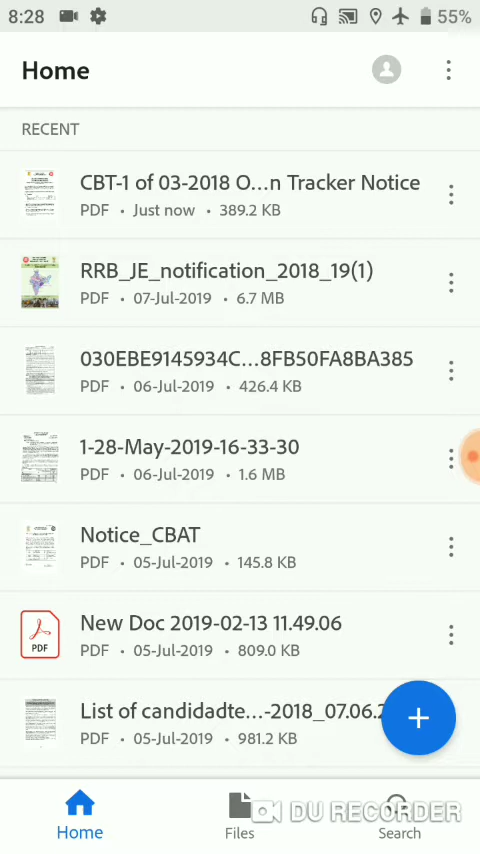 8:28
55%
Home
RECENT
CBT-1 of 03-2018 O...n Tracker Notice
PDF • Just now • 389.2 KB
RRB_JE_notification_2018_19(1)
PDF • 07-Jul-2019 • 6.7 MB
030EBE9145934C...8FB50FA8BA385
PDF • 06-Jul-2019 • 426.4 KB
1-28-May-2019-16-33-30
PDF • 06-Jul-2019 • 1.6 MB
Notice_CBAT
PDF • 05-Jul-2019 • 145.8 KB
PDF
New Doc 2019-02-13 11.49.06
PDF • 05-Jul-2019 • 809.0 KB
List of candidadte...-2018_07.06.2
PDF • 05-Jul-2019 • 981.2 KB
DU RECORDER
Home Files Search